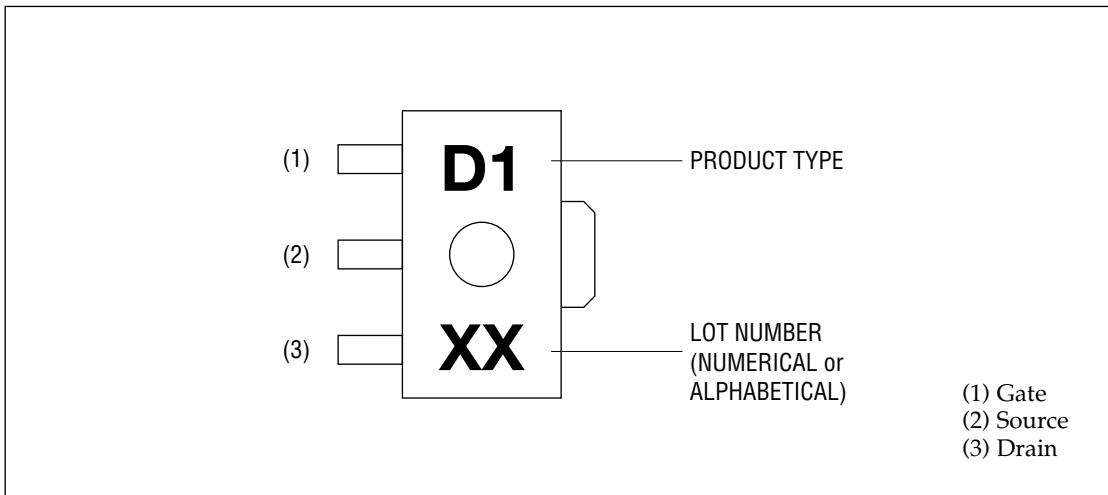 (1)
D1
PRODUCT TYPE
(2)
(3)
XX
LOT NUMBER
(NUMERICAL or
ALPHABETICAL)
(1) Gate
(2) Source
(3) Drain